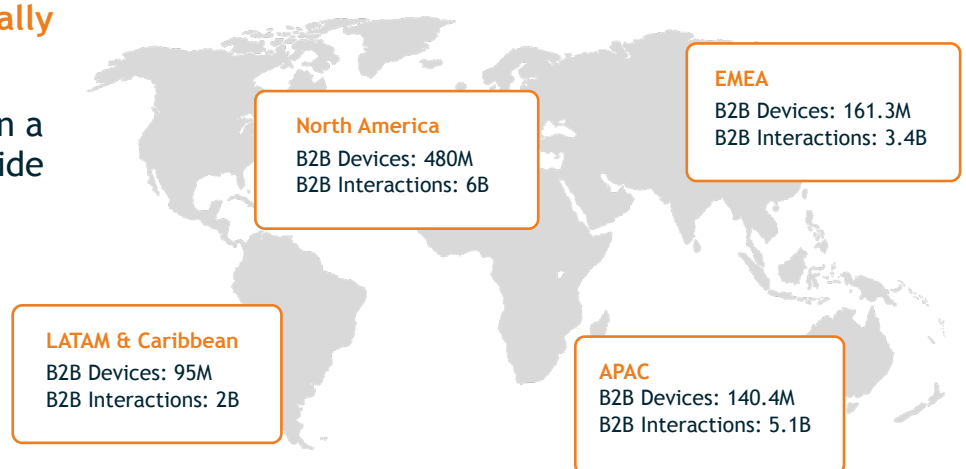 ally
n a
ide
North America
B2B Devices: 480M
B2B Interactions: 6B
EMEA
B2B Devices: 161.3M
B2B Interactions: 3.4B
LATAM & Caribbean
B2B Devices: 95M
B2B Interactions: 2B
APAC
B2B Devices: 140.4M
B2B Interactions: 5.1B